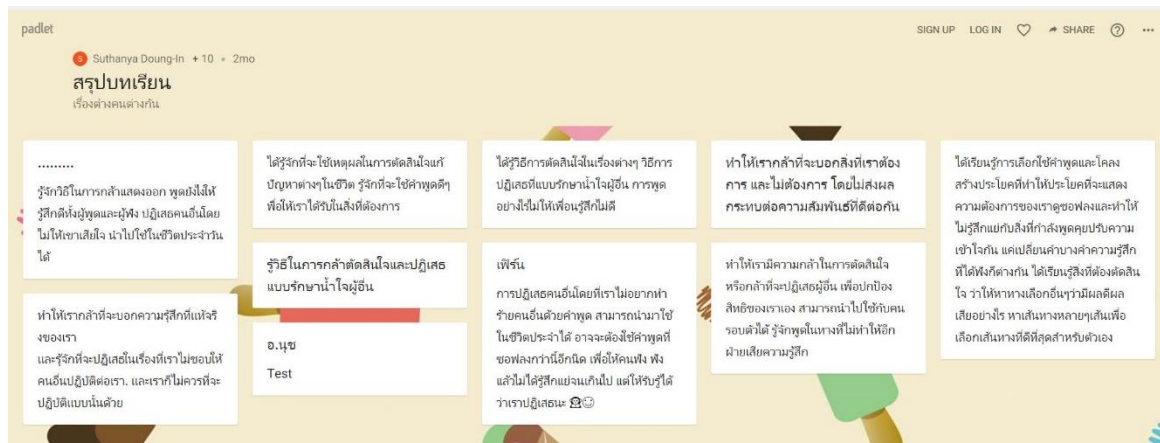 padlet
SIGN UP LOG IN SHARE
S Suthanya Doung-In + 10 • 2mo
สรุปบทเรียน
เรื่องต่างคนต่างกัน
.........
รู้จักวิธีในการกล้าแสดงออก พูดยังไงให้
รู้สึกดีทั้งผู้พูดและผู้ฟัง ปฏิเสธคนอื่นโดย
ไม่ให้เขาเสียใจ นำไปใช้ในชีวิตประจำวัน
ได้
ทำให้เรากล้าที่จะบอกความรู้สึกที่แท้จริ
งของเรา
และรู้จักที่จะปฏิเสธในเรื่องที่เราไม่ชอบให้
คนอื่นปฏิบัติต่อเรา. และเราก็ไม่ควรที่จะ
ปฏิบัติแบบนั้นด้วย
ได้รู้จักที่จะใช้เหตุผลในการตัดสินใจแก้
ปัญหาต่างๆในชีวิต รู้จักที่จะใช้คำพูดดีๆ
เพื่อให้เราได้รับในสิ่งที่ต้องการ
รู้วิธีในการกล้าตัดสินใจและปฏิเสธ
แบบรักษาน้ำใจผู้อื่น
อ.นุช
Test
ได้รู้วิธีการตัดสินใจในเรื่องต่างๆ วิธีการ
ปฏิเสธที่แบบรักษาน้ำใจผู้อื่น การพูด
อย่างไรไม่ให้เพื่อนรู้สึกไม่ดี
เฟิร์น
การปฏิเสธคนอื่นโดยที่เราไม่อยากทำ
ร้ายคนอื่นด้วยคำพูด สามารถนำมาใช้
ในชีวิตประจำได้ อาจจะต้องใช้คำพูดที่
ซอฟลงกว่านี้อีกนิด เพื่อให้คนฟัง ฟัง
แล้วไม่ได้รู้สึกแย่จนเกินไป แต่ให้รับรู้ได้
ว่าเราปฏิเสธนะ
ทำให้เรากล้าที่จะบอกสิ่งที่เราต้อง
การ และไม่ต้องการ โดยไม่ส่งผล
กระทบต่อความสัมพันธ์ที่ดีต่อกัน
ทำให้เรามีความกล้าในการตัดสินใจ
หรือกล้าที่จะปฏิเสธผู้อื่น เพื่อปกป้อง
สิทธิของเราเอง สามารถนำไปใช้กับคน
รอบตัวได้ รู้จักพูดในทางที่ไม่ทำให้อีก
ฝ่ายเสียความรู้สึก
ได้เรียนรู้การเลือกใช้คำพูดและโคลง
สร้างประโยคที่ทำให้ประโยคที่จะแสดง
ความต้องการของเราดูซอฟลงและทำให้
ไม่รู้สึกแย่กับสิ่งที่กำลังพูดคุยปรับความ
เข้าใจกัน แค่เปลี่ยนคำบางคำความรู้สึก
ที่ได้ฟังก็ต่างกัน ได้เรียนรู้สิ่งที่ต้องตัดสิน
ใจ ว่าให้หาทางเลือกอื่นๆว่ามีผลดีผล
เสียอย่างไร หาเส้นทางหลายๆเส้นเพื่อ
เลือกเส้นทางที่ดีที่สุดสำหรับตัวเอง